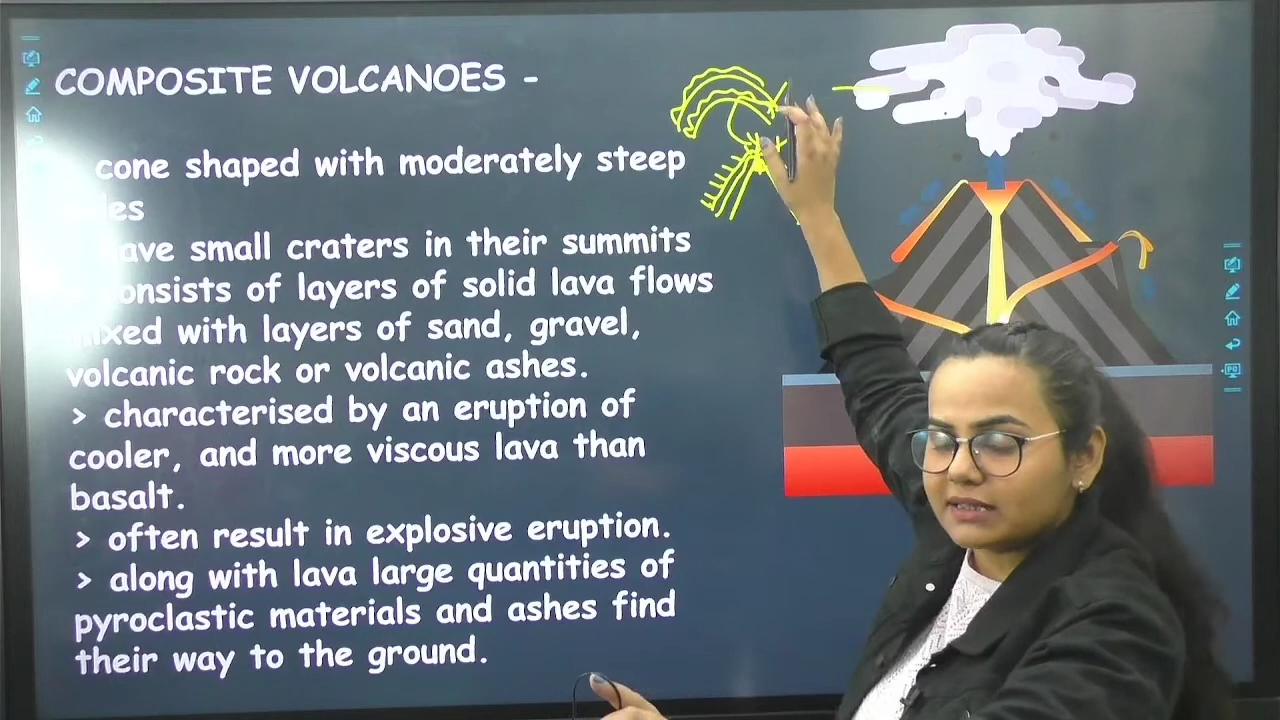 COMPOSITE VOLCANOES -
cone shaped with moderately steep
small craters in their summits
of layers of solid lava flows
with layers of sand, gravel,
volcanic rock or volcanic ashes.
> characterised by an eruption of
cooler, and more viscous lava than
basalt.
> often result in explosive eruption.
> along with lava large quantities of
pyroclastic materials and ashes find
their way to the ground.